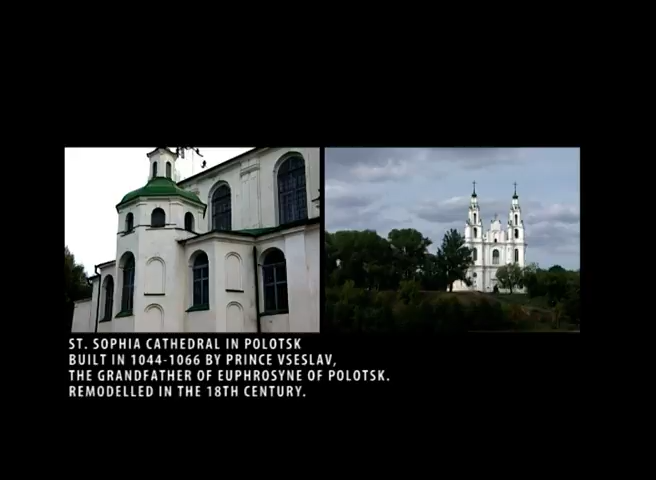 ST. SOPHIA CATHEDRAL IN POLOTSK
BUILT IN 1044-1066 BY PRINCE VSESLAV,
THE GRANDFATHER OF EUPHROSYNE OF POLOTSK.
REMODELLED IN THE 18TH CENTURY.